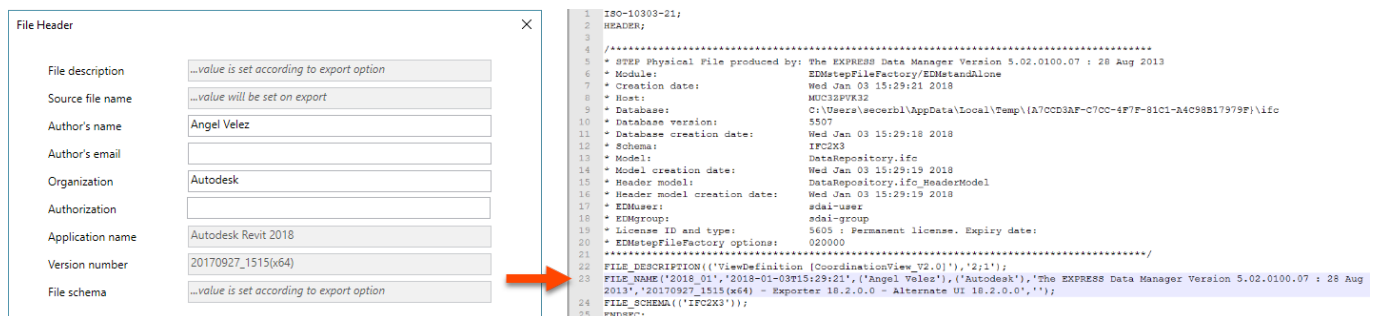 File Header
File description ...value is set according to export option
Source file name ...value will be set on export
Author's name Angel Velez
Author's email
Organization Autodesk
Authorization
Application name Autodesk Revit 2018
Version number 20170927_1515(x64)
File schema ...value is set according to export option
1 ISO-10303-21;
2 HEADER;
3
4 /******************************************************************************************
5 * STEP Physical File produced by: The EXPRESS Data Manager Version 5.02.0100.07 : 28 Aug 2013
6 * Module: EDMstepFileFactory/EDMstandAlone
7 * Creation date: Wed Jan 03 15:29:21 2018
8 * Host: MUC3ZPVK32
9 * Database: C:\Users\secerbl\AppData\Local\Temp\{A7CCD3AF-C7CC-4F7F-81C1-A4C98B17979F}\ifc
10 * Database version: 5507
11 * Database creation date: Wed Jan 03 15:29:18 2018
12 * Schema: IFC2X3
13 * Model: DataRepository.ifc
14 * Model creation date: Wed Jan 03 15:29:19 2018
15 * Header model: DataRepository.ifc_HeaderModel
16 * Header model creation date: Wed Jan 03 15:29:19 2018
17 * EDMuser: sdai-user
18 * EDMgroup: sdai-group
19 * License ID and type: 5605 : Permanent license. Expiry date:
20 * EDMstepFileFactory options: 020000
21 ******************************************************************************************/
22 FILE_DESCRIPTION(('ViewDefinition [CoordinationView_V2.0]'),'2;1');
23 FILE_NAME('2018_01','2018-01-03T15:29:21',('Angel Velez'),('Autodesk'),'The EXPRESS Data Manager Version 5.02.0100.07 : 28 Aug
2013','20170927_1515(x64) - Exporter 18.2.0.0 - Alternate UI 18.2.0.0','');
24 FILE_SCHEMA(('IFC2X3'));
25 ENDSEC;